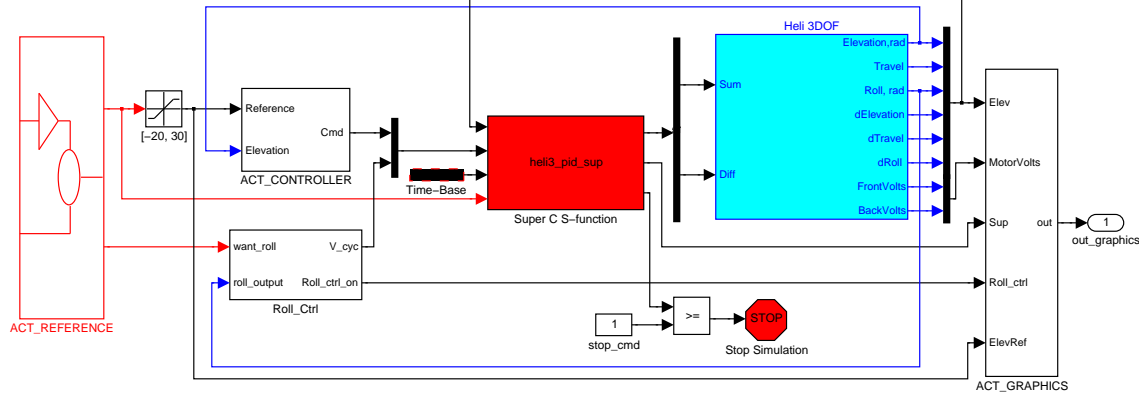 Heli 3DOF
Elevation,rad
Travel
Roll, rad
dElevation
dTravel
dRoll
FrontVolts
BackVolts
Sum
Diff
Reference
Cmd
Elevation
ACT_CONTROLLER
[−20, 30]
Time−Base
heli3_pid_sup
Super C S−function
Elev
MotorVolts
Sup
Roll_ctrl
ElevRef
out
ACT_GRAPHICS
1
out_graphics
want_roll
V_cyc
roll_output
Roll_ctrl_on
Roll_Ctrl
ACT_REFERENCE
1
stop_cmd
>=
STOP
Stop Simulation